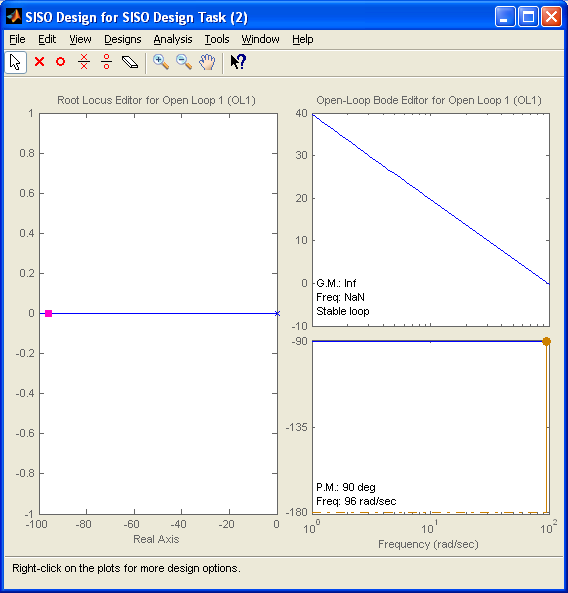 SISO Design for SISO Design Task (2)
File Edit View Designs Analysis Tools Window Help
Root Locus Editor for Open Loop 1 (OL1)
1
0.8
0.6
0.4
0.2
0
-0.2
-0.4
-0.6
-0.8
-1
-100 -80 -60 -40 -20 0
Real Axis
Open-Loop Bode Editor for Open Loop 1 (OL1)
40
30
20
10
0
-10
G.M.: Inf
Freq: NaN
Stable loop
-90
-135
-180
P.M.: 90 deg
Freq: 96 rad/sec
10^0 10^1 10^2
Frequency (rad/sec)
Right-click on the plots for more design options.